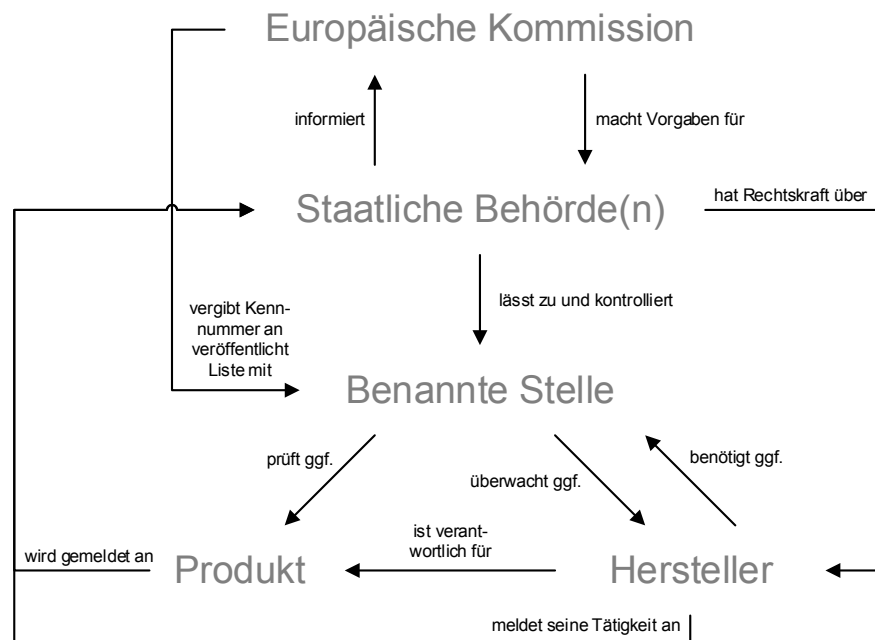 Europäische Kommission
informiert
macht Vorgaben für
Staatliche Behörde(n)
hat Rechtskraft über
lässt zu und kontrolliert
vergibt Kenn-
nummer an
veröffentlicht
Liste mit
Benannte Stelle
prüft ggf.
überwacht ggf.
benötigt ggf.
ist verant-
wortlich für
wird gemeldet an
Produkt
Hersteller
meldet seine Tätigkeit an